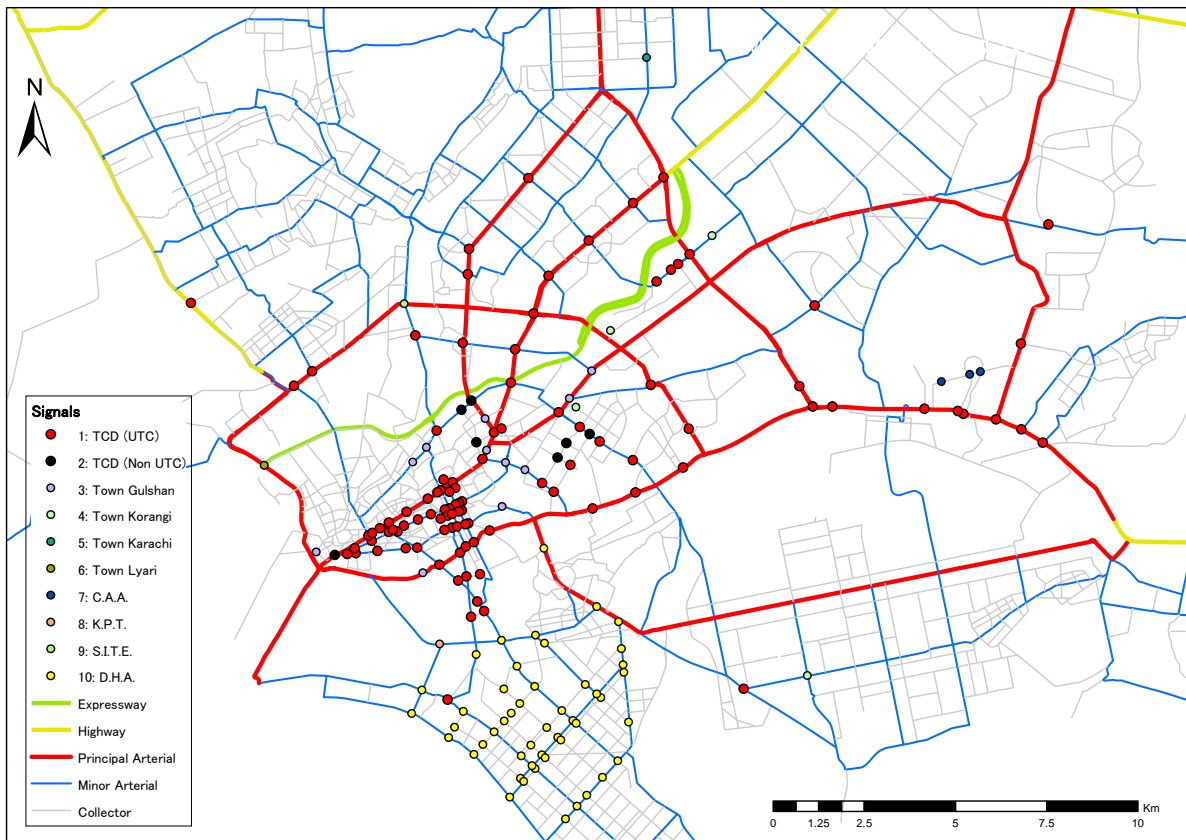 N
Signals
1: TCD (UTC)
2: TCD (Non UTC)
3: Town Gulshan
4: Town Korangi
5: Town Karachi
6: Town Lyari
7: C.A.A.
8: K.P.T.
9: S.I.T.E.
10: D.H.A.
Expressway
Highway
Principal Arterial
Minor Arterial
Collector
Km
0 1.25 2.5 5 7.5 10